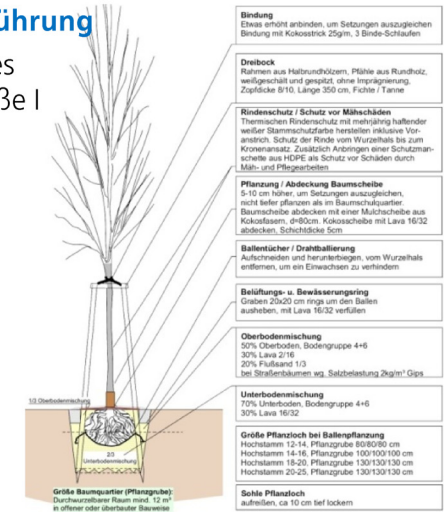 ührung
es
ße I
Bindung
Etwas erhöht anbinden, um Setzungen auszugleichen
Bindung mit Kokosstrick 25g/m, 3 Binde-Schlaufen
Dreibock
Rahmen aus Halbrundhölzern, Pfähle aus Rundholz,
weißgeschält und gespitzt, ohne Imprägnierung,
Zopfdicke 8/10, Länge 350 cm, Fichte / Tanne
Rindenschutz / Schutz vor Mähschäden
Thermischen Rindenschutz mit mehrjährig haftender
weißer Stammschutzfarbe herstellen inklusive Vor-
anstrich. Schutz der Rinde vom Wurzelhals bis zum
Kronenansatz. Zusätzlich Anbringen einer Schutzman-
schette aus HDPE als Schutz vor Schäden durch
Mäh- und Pflegearbeiten
Pflanzung / Abdeckung Baumscheibe
5-10 cm höher, um Setzungen auszugleichen,
nicht tiefer pflanzen als im Baumschulquartier.
Baumscheibe abdecken mit einer Mulchscheibe aus
Kokosfasern, d=80cm. Kokosscheibe mit Lava 16/32
abdecken, Schichtdicke 5cm
Ballentücher / Drahtballierung
Aufschneiden und herunterbiegen, vom Wurzelhals
entfernen, um ein Einwachsen zu verhindern
Belüftungs- u. Bewässerungsring
Graben 20x20 cm rings um den Ballen
ausheben, mit Lava 16/32 verfüllen
Oberbodenmischung
50% Oberboden, Bodengruppe 4+6
30% Lava 2/16
20% Flußsand 1/3
bei Straßenbäumen wg. Salzbelastung 2kg/m³ Gips
Unterbodenmischung
70% Unterboden, Bodengruppe 4+6
30% Lava 16/32
Größe Pflanzloch bei Ballenpflanzung
Hochstamm 12-14, Pflanzgrube 80/80/80 cm
Hochstamm 14-16, Pflanzgrube 100/100/100 cm
Hochstamm 18-20, Pflanzgrube 130/130/130 cm
Hochstamm 20-25, Pflanzgrube 130/130/130 cm
Sohle Pflanzloch
aufreißen, ca 10 cm tief lockern
1/3 Oberbodenmischung
2/3
Unterbodenmischung
Größe Baumquartier (Pflanzgrube):
Durchwurzelbarer Raum mind. 12 m³
in offener oder überbauter Bauweise